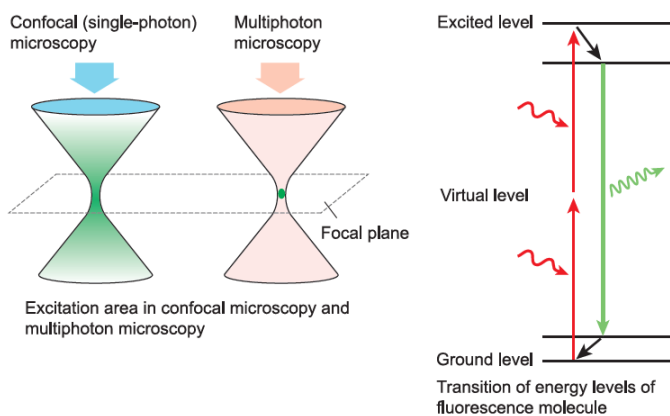 Confocal (single-photon)
microscopy
Multiphoton
microscopy
Focal plane
Excitation area in confocal microscopy and
multiphoton microscopy
Excited level
Virtual level
Ground level
Transition of energy levels of
fluorescence molecule